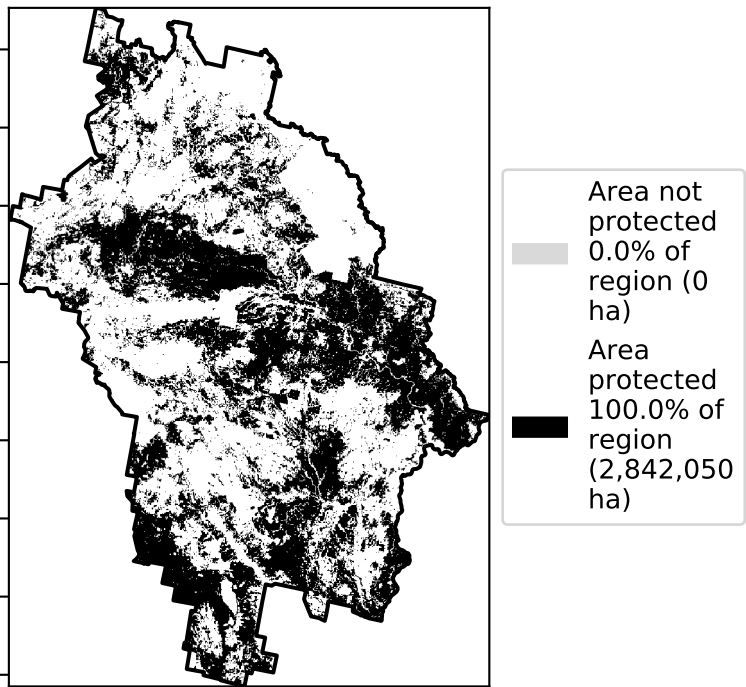 Area not
protected
0.0% of
region (0
ha)
Area
protected
100.0% of
region
(2,842,050
ha)